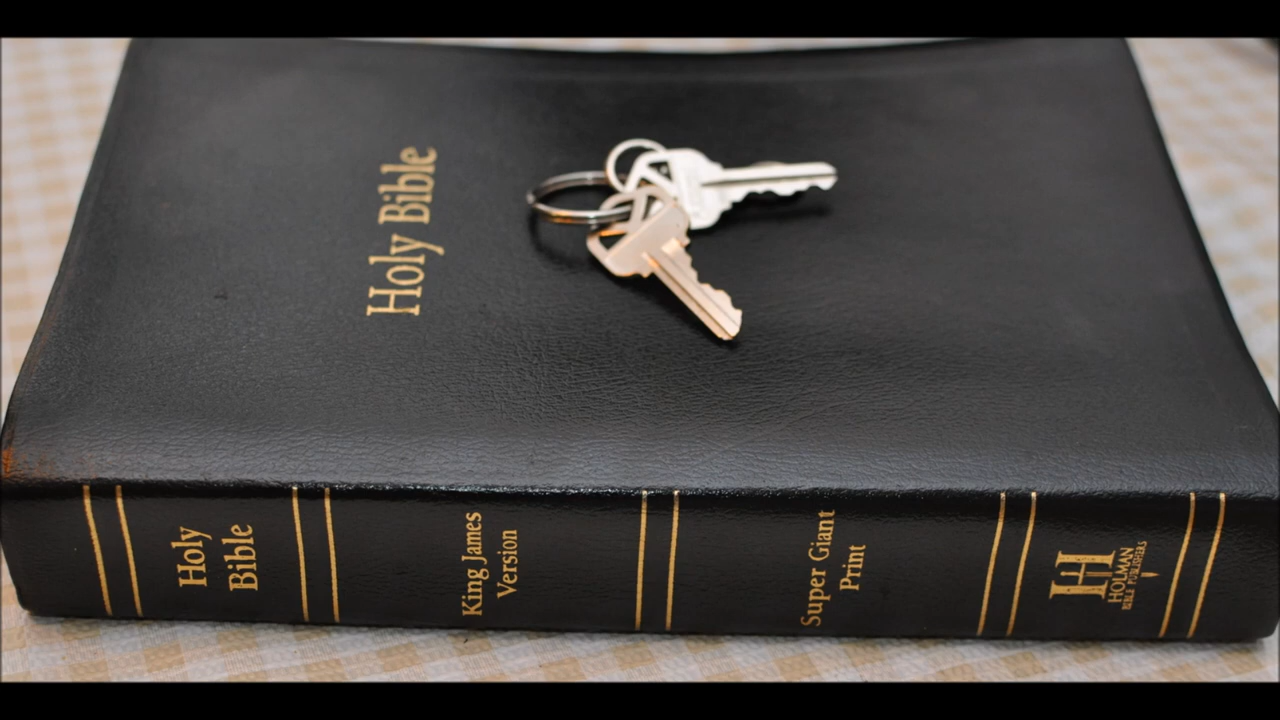 Holy Bible
Holy
Bible
King James
Version
Super Giant
Print
H
HOLMAN
BIBLE PUBLISHERS